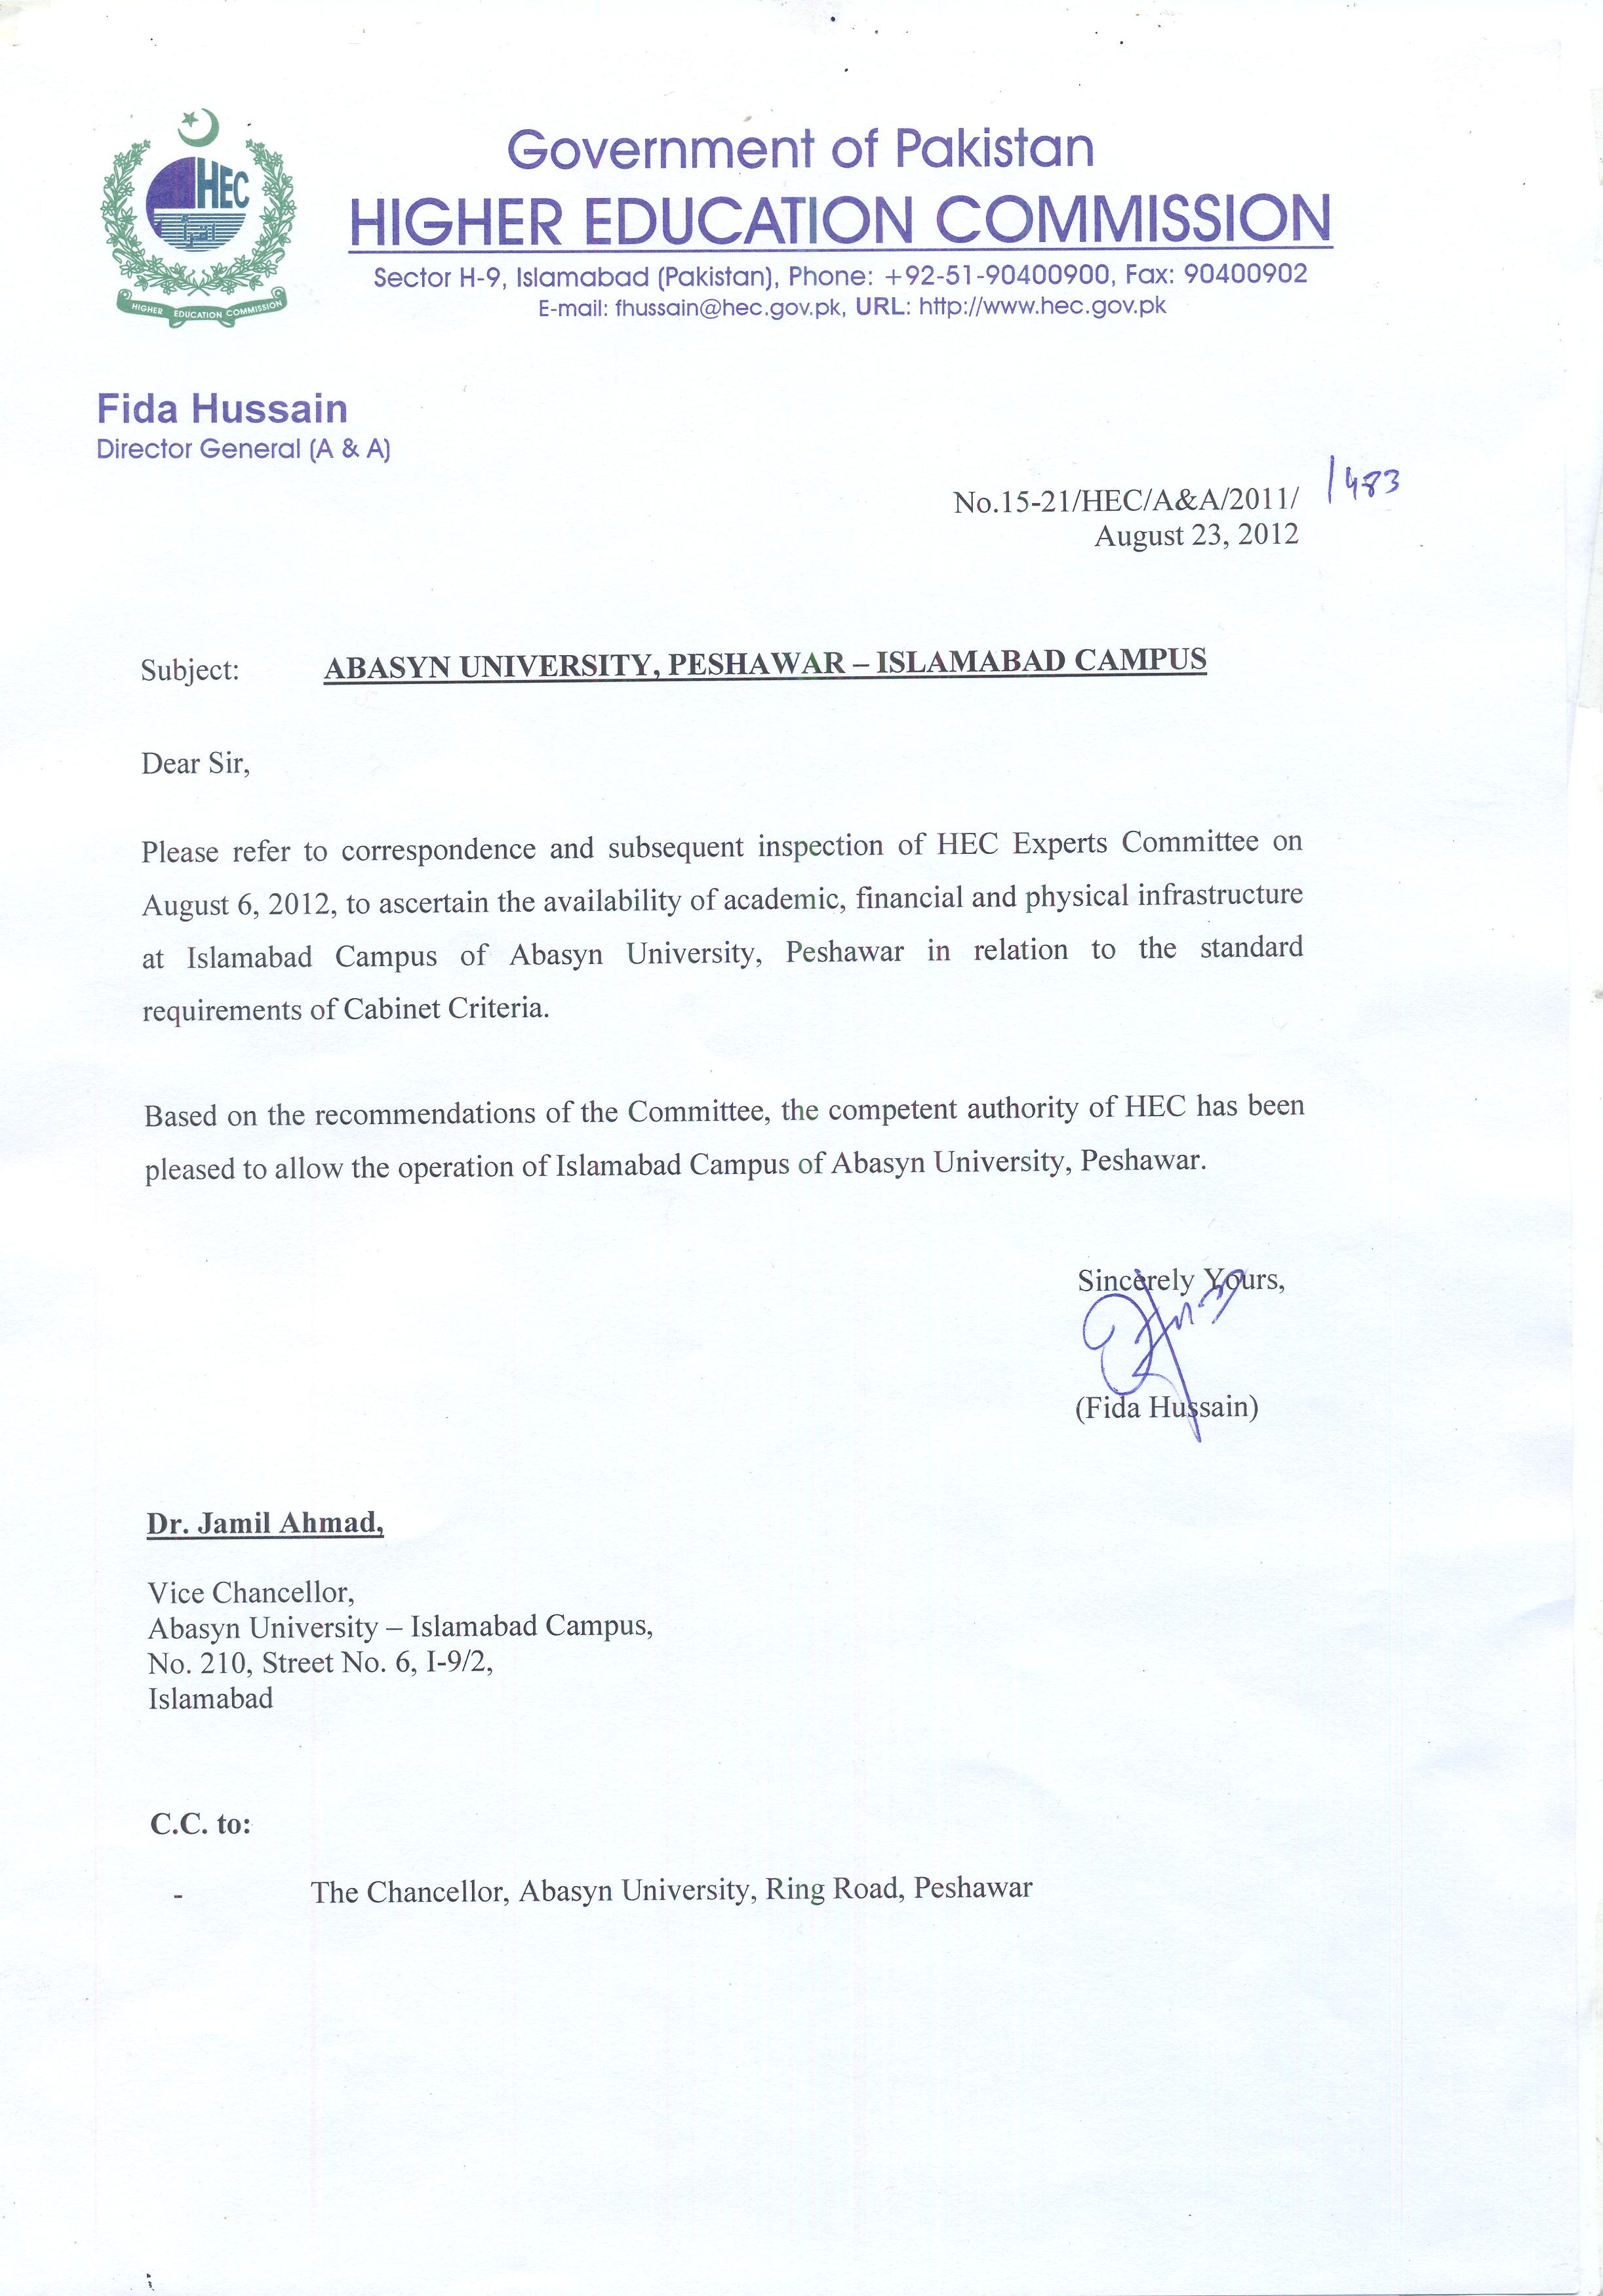 HEC
اقرأ
HIGHER EDUCATION COMMISSION
Government of Pakistan
HIGHER EDUCATION COMMISSION
Sector H-9, Islamabad (Pakistan), Phone: +92-51-90400900, Fax: 90400902
E-mail: fhussain@hec.gov.pk, URL: http://www.hec.gov.pk
Fida Hussain
Director General (A & A)
No.15-21/HEC/A&A/2011/ /483
August 23, 2012
Subject: ABASYN UNIVERSITY, PESHAWAR – ISLAMABAD CAMPUS
Dear Sir,
Please refer to correspondence and subsequent inspection of HEC Experts Committee on
August 6, 2012, to ascertain the availability of academic, financial and physical infrastructure
at Islamabad Campus of Abasyn University, Peshawar in relation to the standard
requirements of Cabinet Criteria.
Based on the recommendations of the Committee, the competent authority of HEC has been
pleased to allow the operation of Islamabad Campus of Abasyn University, Peshawar.
Sincerely Yours,
(Fida Hussain)
Dr. Jamil Ahmad,
Vice Chancellor,
Abasyn University – Islamabad Campus,
No. 210, Street No. 6, I-9/2,
Islamabad
C.C. to:
- The Chancellor, Abasyn University, Ring Road, Peshawar